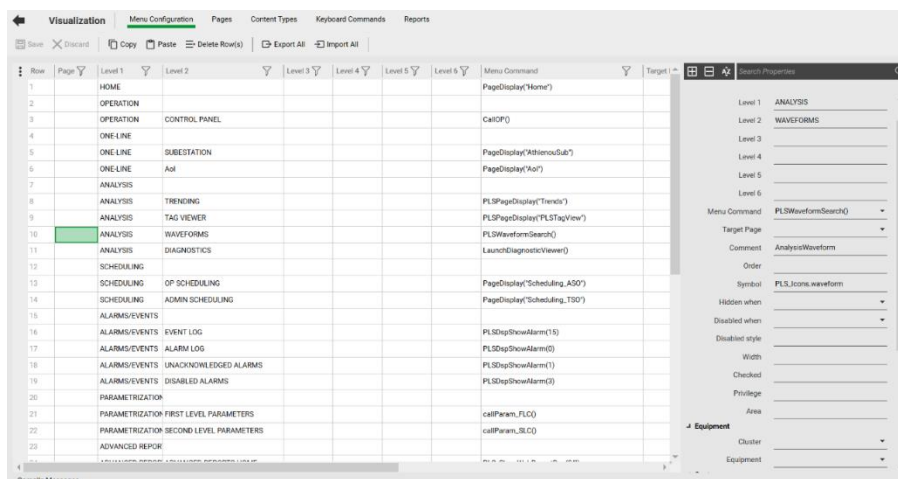 Visualization Menu Configuration Pages Content Types Keyboard Commands Reports
Save Discard Copy Paste Delete Row(s) Export All Import All
Row Page Level 1 Level 2 Level 3 Level 4 Level 5 Level 6 Menu Command Target
1 HOME PageDisplay("Home")
2 OPERATION
3 OPERATION CONTROL PANEL CallOP()
4 ONE-LINE
5 ONE-LINE SUBESTATION PageDisplay("AthienouSub")
6 ONE-LINE AoI PageDisplay("AoI")
7 ANALYSIS
8 ANALYSIS TRENDING PLSPageDisplay("Trends")
9 ANALYSIS TAG VIEWER PLSPageDisplay("PLSTagView")
10 ANALYSIS WAVEFORMS PLSWaveformSearch()
11 ANALYSIS DIAGNOSTICS LaunchDiagnosticViewer()
12 SCHEDULING
13 SCHEDULING OP SCHEDULING PageDisplay("Scheduling_ASO")
14 SCHEDULING ADMIN SCHEDULING PageDisplay("Scheduling_TSO")
15 ALARMS/EVENTS
16 ALARMS/EVENTS EVENT LOG PLSDspShowAlarm(15)
17 ALARMS/EVENTS ALARM LOG PLSDspShowAlarm(0)
18 ALARMS/EVENTS UNACKNOWLEDGED ALARMS PLSDspShowAlarm(1)
19 ALARMS/EVENTS DISABLED ALARMS PLSDspShowAlarm(3)
20 PARAMETRIZATION
21 PARAMETRIZATION FIRST LEVEL PARAMETERS callParam_FLC()
22 PARAMETRIZATION SECOND LEVEL PARAMETERS callParam_SLC()
23 ADVANCED REPOR
Search Properties
Level 1 ANALYSIS
Level 2 WAVEFORMS
Level 3
Level 4
Level 5
Level 6
Menu Command PLSWaveformSearch()
Target Page
Comment AnalysisWaveform
Order
Symbol PLS_Icons.waveform
Hidden when
Disabled when
Disabled style
Width
Checked
Privilege
Area
Equipment
Cluster
Equipment